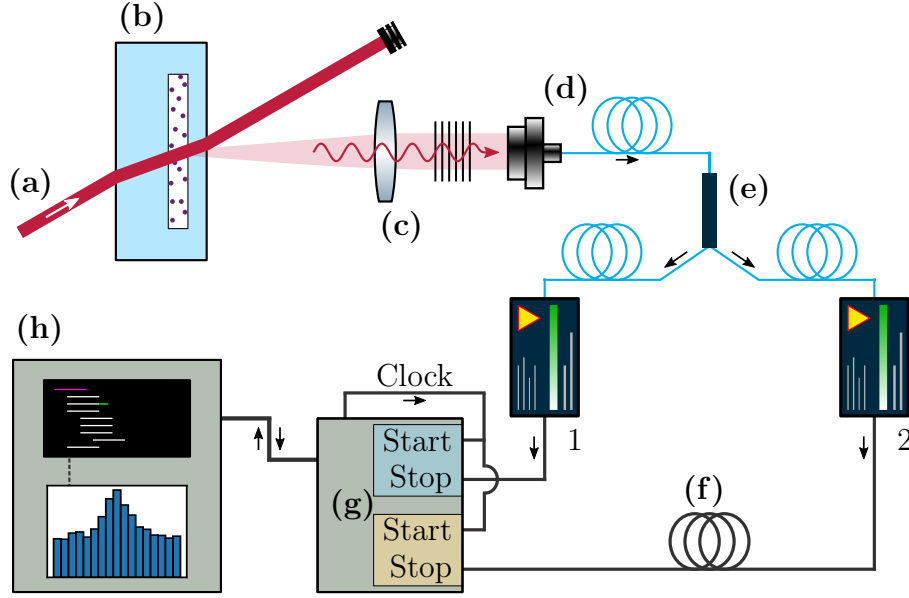 (b)
(d)
(a)
(c)
(e)
(h)
Clock
1
2
Start
Stop
(g)
(f)
Start
Stop